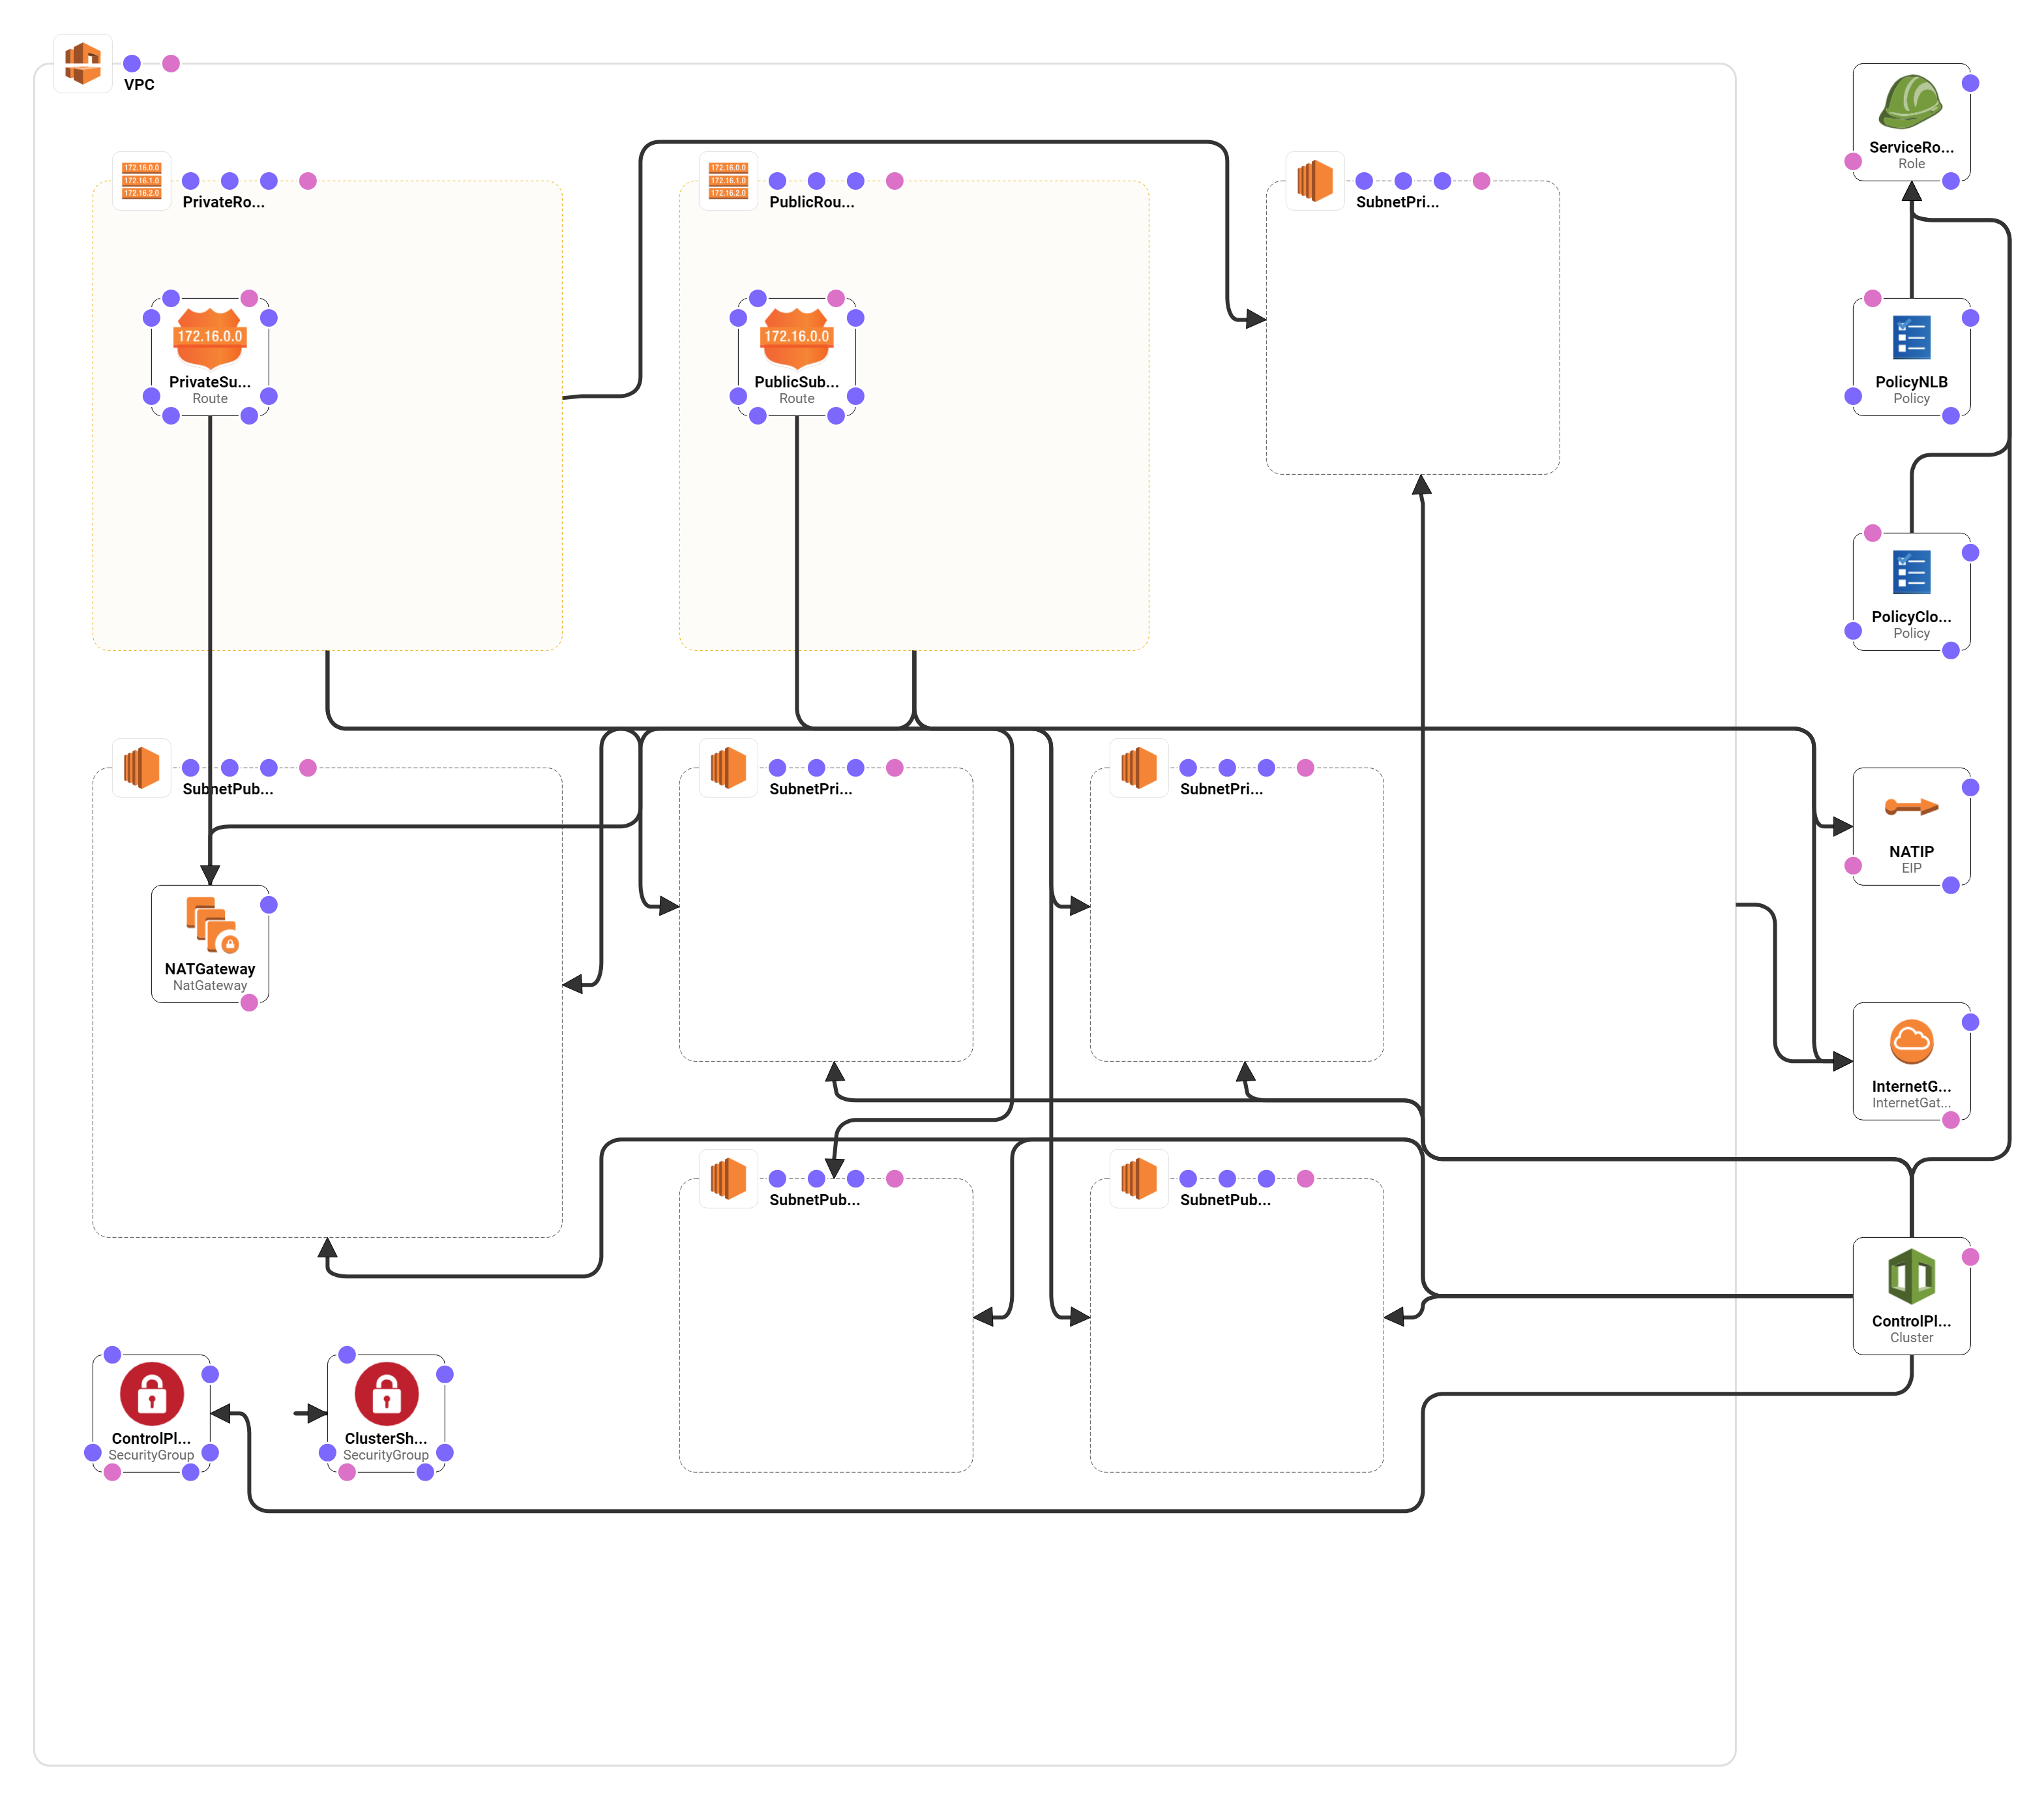 VPC
172.16.0.0
172.16.1.0
172.16.2.0
PrivateRo...
172.16.0.0
172.16.1.0
172.16.2.0
PublicRou...
SubnetPri...
ServiceRo...
Role
172.16.0.0
PrivateSu...
Route
172.16.0.0
PublicSub...
Route
PolicyNLB
Policy
PolicyClo...
Policy
SubnetPub...
SubnetPri...
SubnetPri...
NATIP
EIP
NATGateway
NatGateway
InternetG...
InternetGat...
SubnetPub...
SubnetPub...
ControlPl...
Cluster
ControlPl...
SecurityGroup
ClusterSh...
SecurityGroup